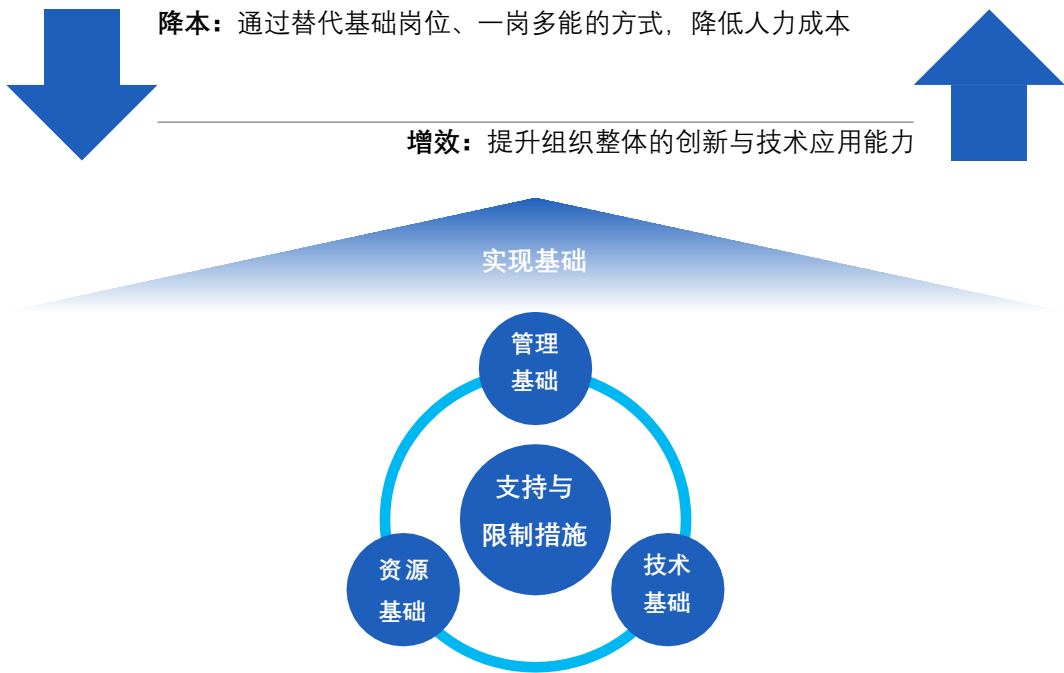 降本：通过替代基础岗位、一岗多能的方式，降低人力成本
增效：提升组织整体的创新与技术应用能力
实现基础
管理
基础
支持与
限制措施
资源
基础
技术
基础